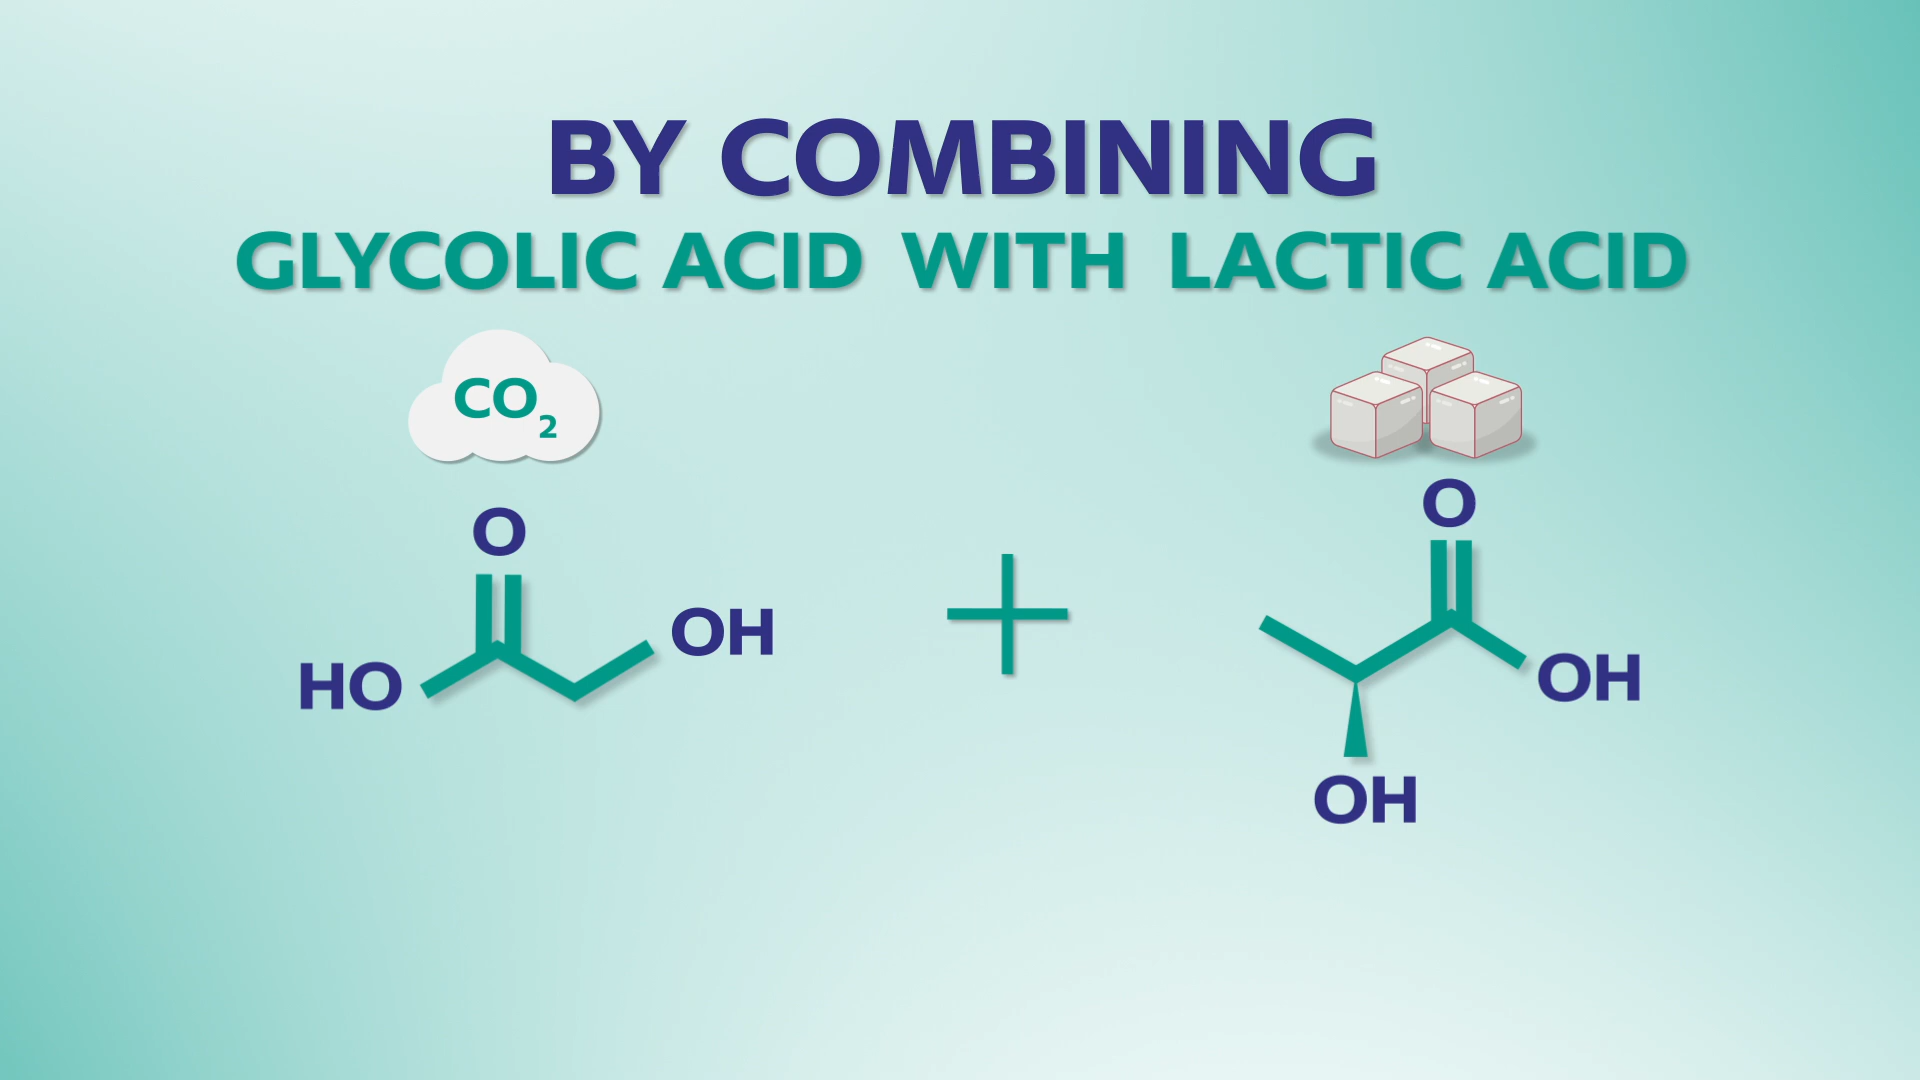 BY COMBINING
GLYCOLIC ACID WITH LACTIC ACID
CO2
O
HO
OH
O
OH
OH